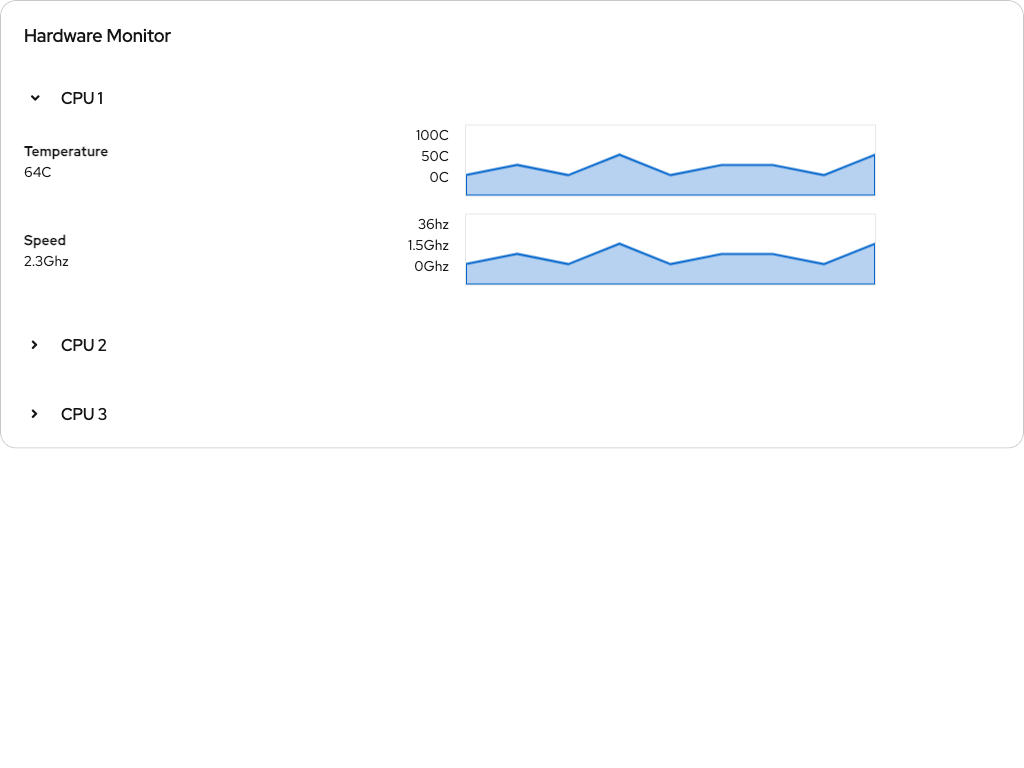 Hardware Monitor
CPU 1
Temperature
64C
100C
50C
0C
Speed
2.3Ghz
36hz
1.5Ghz
0Ghz
CPU 2
CPU 3